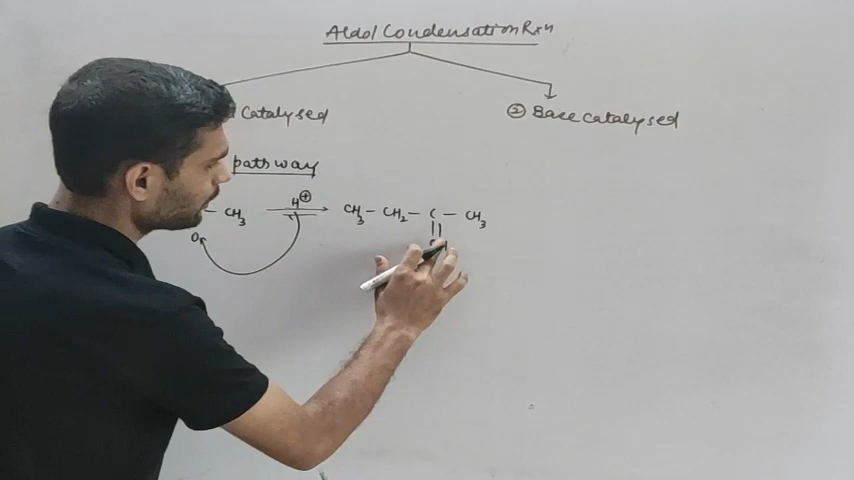 Aldol Condensation Rxn
Catalysed
② Base catalysed
pathway
– CH₃
H⊕
CH₃ – CH₂ – C – CH₃
O